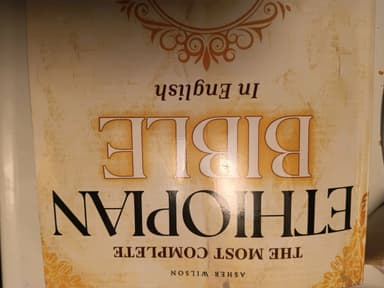 ASHER WILSON
THE MOST COMPLETE
ETHIOPIAN
BIBLE
In English